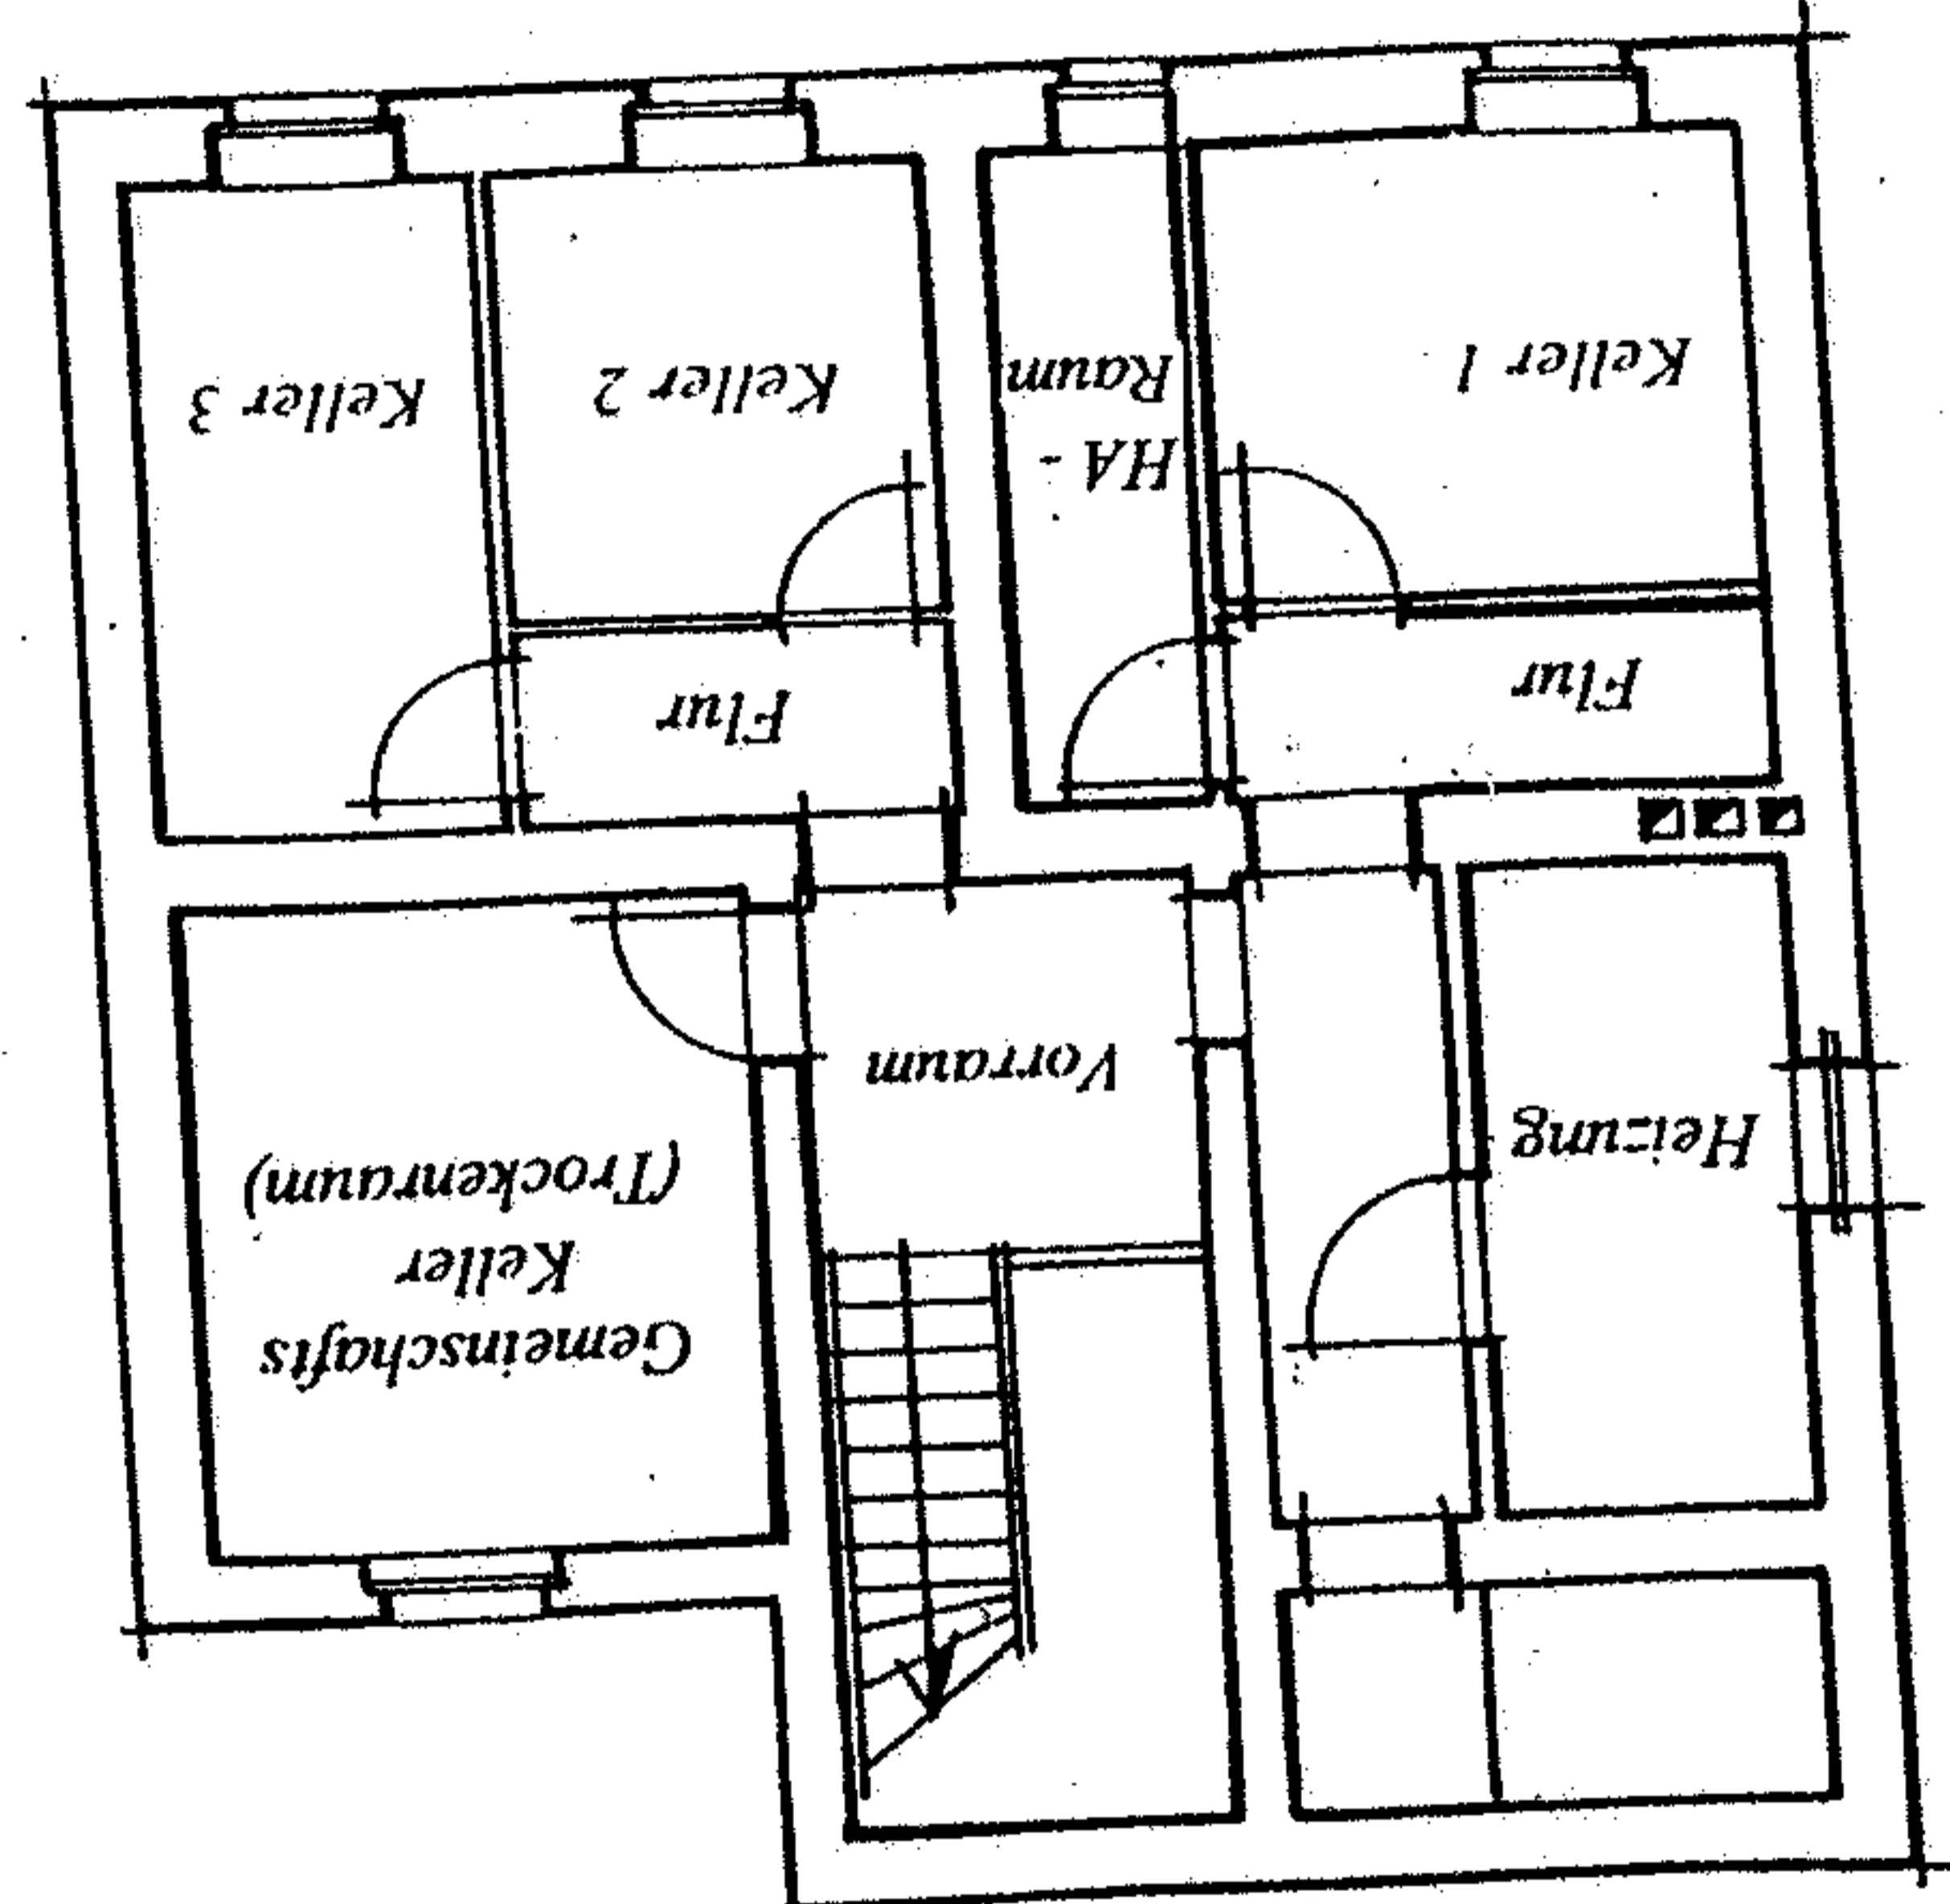 Gemeinschafts
Keller
(Trockenraum)
Heizung
Vorraum
Flur
Flur
HA -
Raum
Keller 1
Keller 2
Keller 3